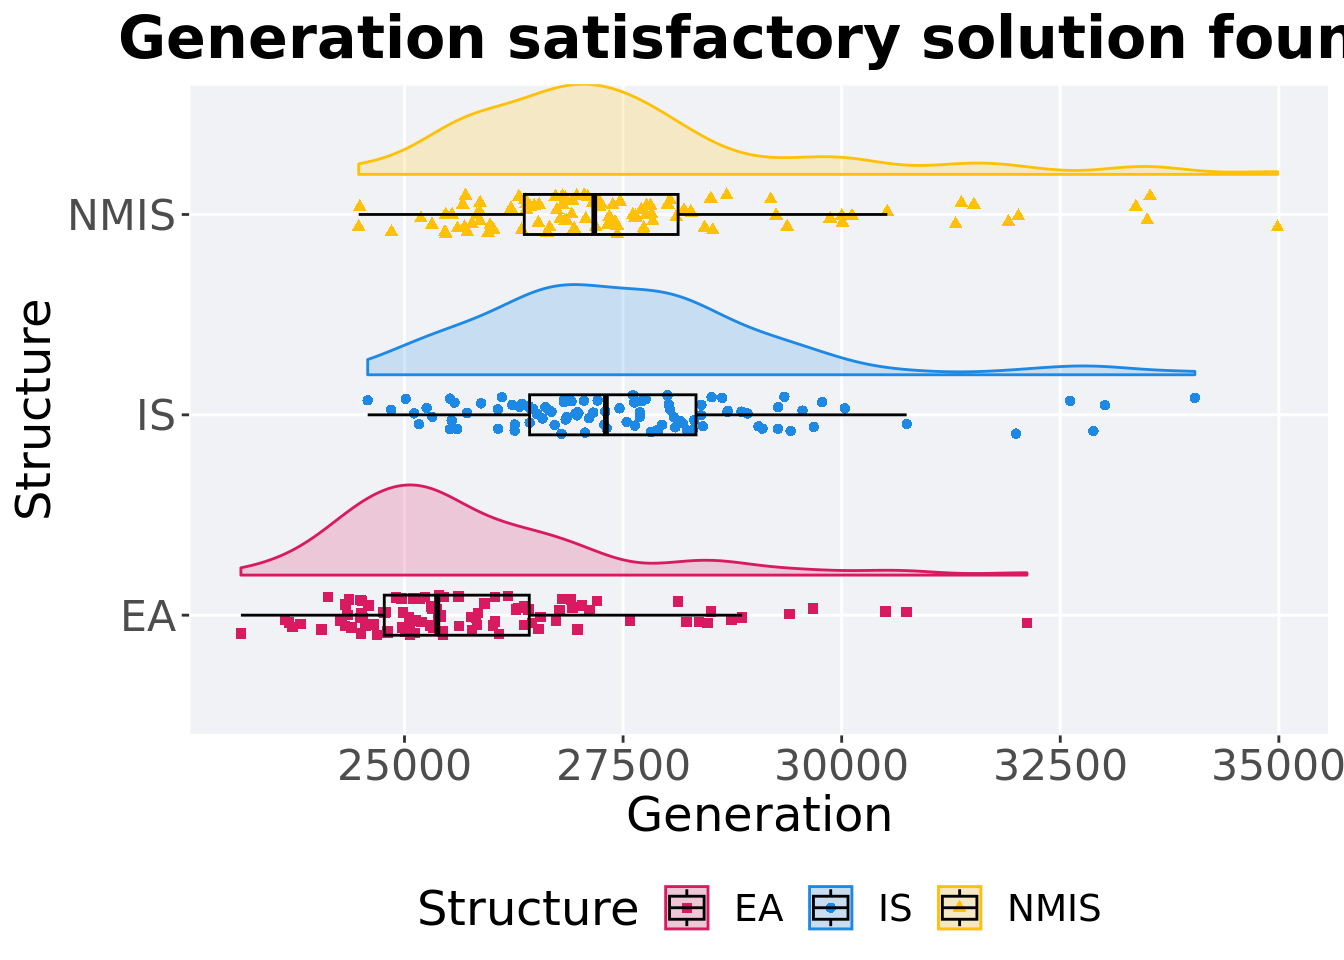 Generation satisfactory solution foun
NMIS
IS
EA
Structure
25000 27500 30000 32500 35000
Generation
Structure EA IS NMIS